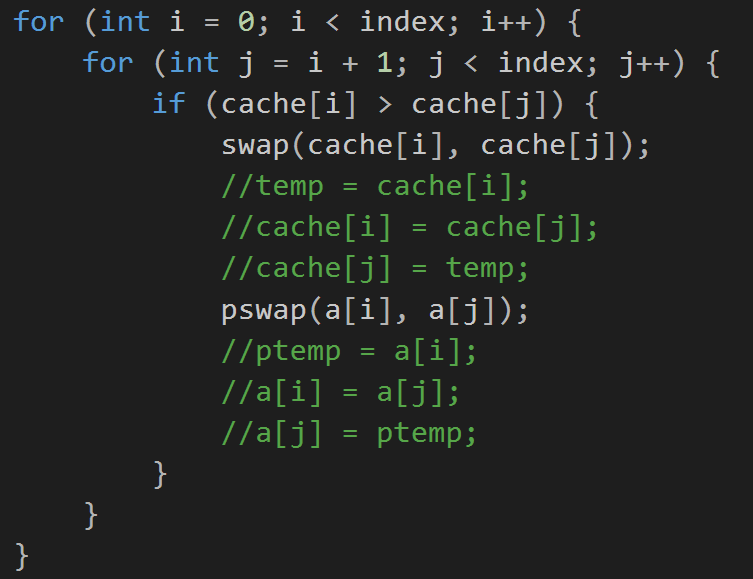 for (int i = 0; i < index; i++) {
    for (int j = i + 1; j < index; j++) {
        if (cache[i] > cache[j]) {
            swap(cache[i], cache[j]);
            //temp = cache[i];
            //cache[i] = cache[j];
            //cache[j] = temp;
            pswap(a[i], a[j]);
            //ptemp = a[i];
            //a[i] = a[j];
            //a[j] = ptemp;
        }
    }
}